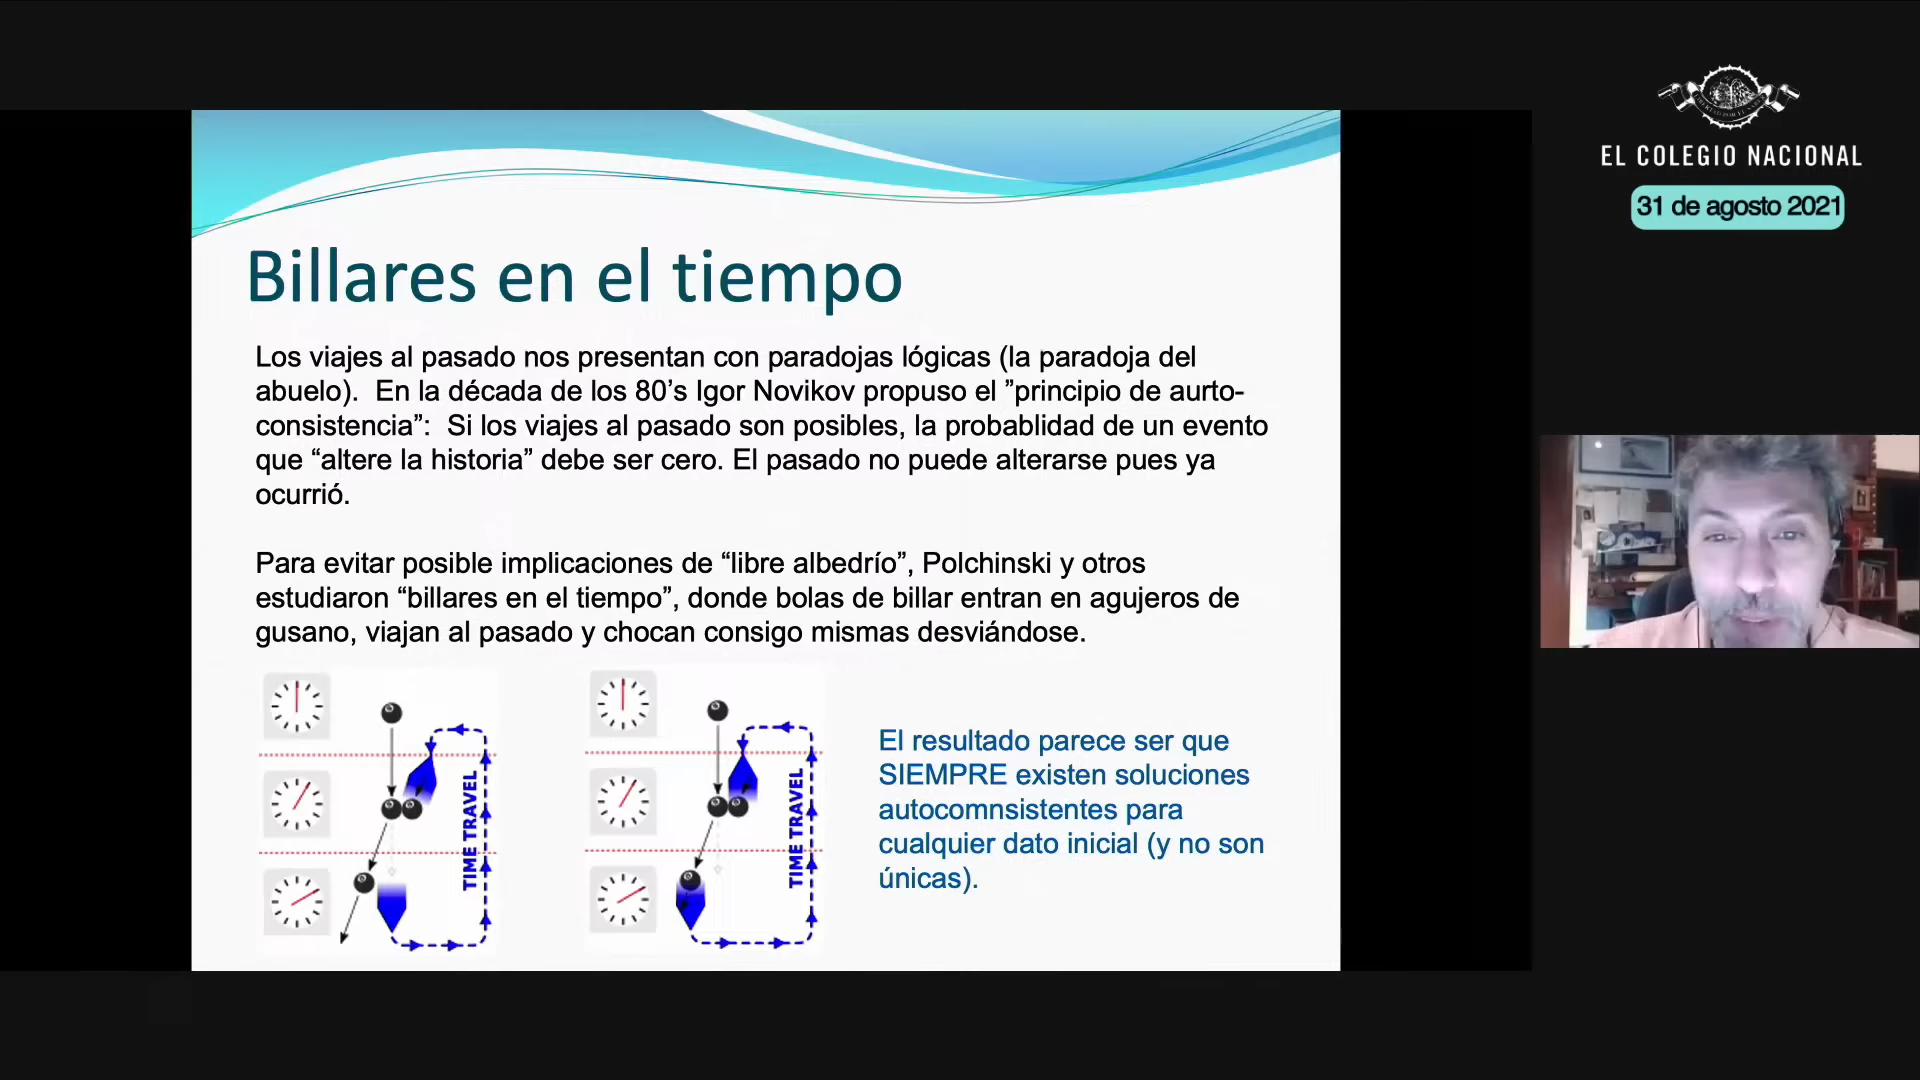 EL COLEGIO NACIONAL
31 de agosto 2021
Billares en el tiempo
Los viajes al pasado nos presentan con paradojas lógicas (la paradoja del
abuelo).  En la década de los 80's Igor Novikov propuso el ”principio de aurto-
consistencia”:  Si los viajes al pasado son posibles, la probablidad de un evento
que “altere la historia” debe ser cero. El pasado no puede alterarse pues ya
ocurrió.
Para evitar posible implicaciones de “libre albedrío”, Polchinski y otros
estudiaron “billares en el tiempo”, donde bolas de billar entran en agujeros de
gusano, viajan al pasado y chocan consigo mismas desviándose.
TIME TRAVEL
TIME TRAVEL
El resultado parece ser que
SIEMPRE existen soluciones
autocomnsistentes para
cualquier dato inicial (y no son
únicas).